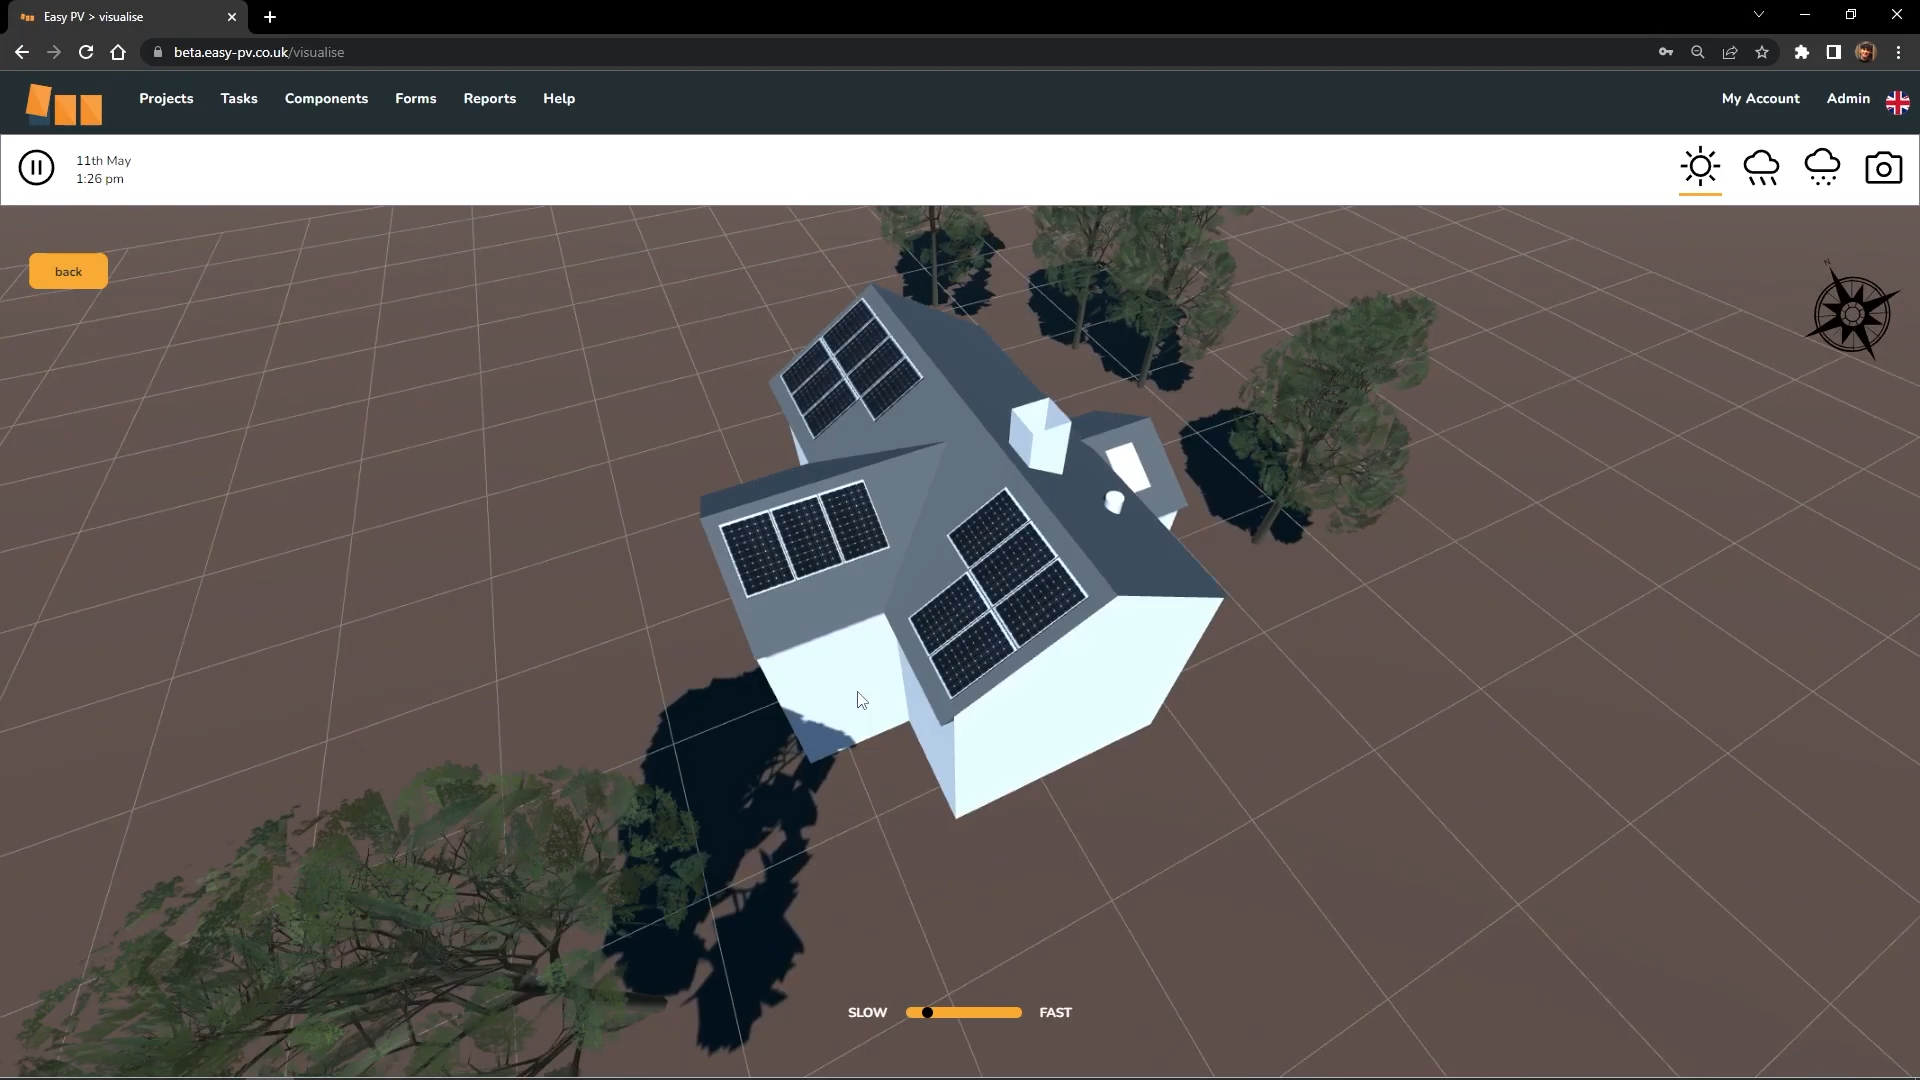 Easy PV > visualise
beta.easy-pv.co.uk/visualise
Projects Tasks Components Forms Reports Help My Account Admin
11th May
1:26 pm
back
N
SLOW FAST